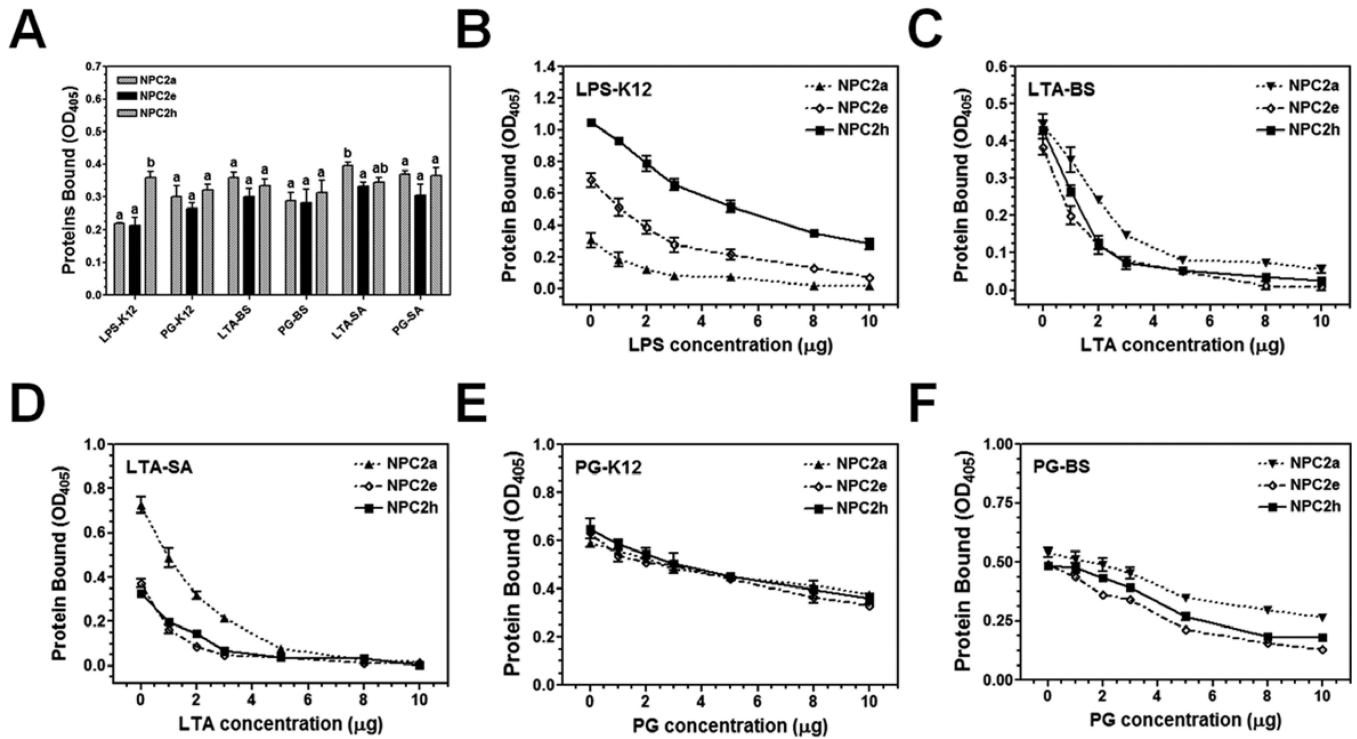 A
Proteins Bound (OD405)
0.7
0.6
0.5
0.4
0.3
0.2
0.1
0.0
NPC2a
NPC2e
NPC2h
a a b a a a a a a a a a b a ab a a a
LPS-K12 PG-K12 LTA-BS PG-BS LTA-SA PG-SA
B
Protein Bound (OD405)
1.4
1.2
1.0
0.8
0.6
0.4
0.2
0.0
LPS-K12
NPC2a
NPC2e
NPC2h
0 2 4 6 8 10
LPS concentration (μg)
C
Protein Bound (OD405)
0.6
0.5
0.4
0.3
0.2
0.1
0.0
LTA-BS
NPC2a
NPC2e
NPC2h
0 2 4 6 8 10
LTA concentration (μg)
D
Protein Bound (OD405)
1.0
0.8
0.6
0.4
0.2
0.0
LTA-SA
NPC2a
NPC2e
NPC2h
0 2 4 6 8 10
LTA concentration (μg)
E
Protein Bound (OD405)
1.0
0.8
0.6
0.4
0.2
0.0
PG-K12
NPC2a
NPC2e
NPC2h
0 2 4 6 8 10
PG concentration (μg)
F
Protein Bound (OD405)
1.00
0.75
0.50
0.25
0.00
PG-BS
NPC2a
NPC2e
NPC2h
0 2 4 6 8 10
PG concentration (μg)